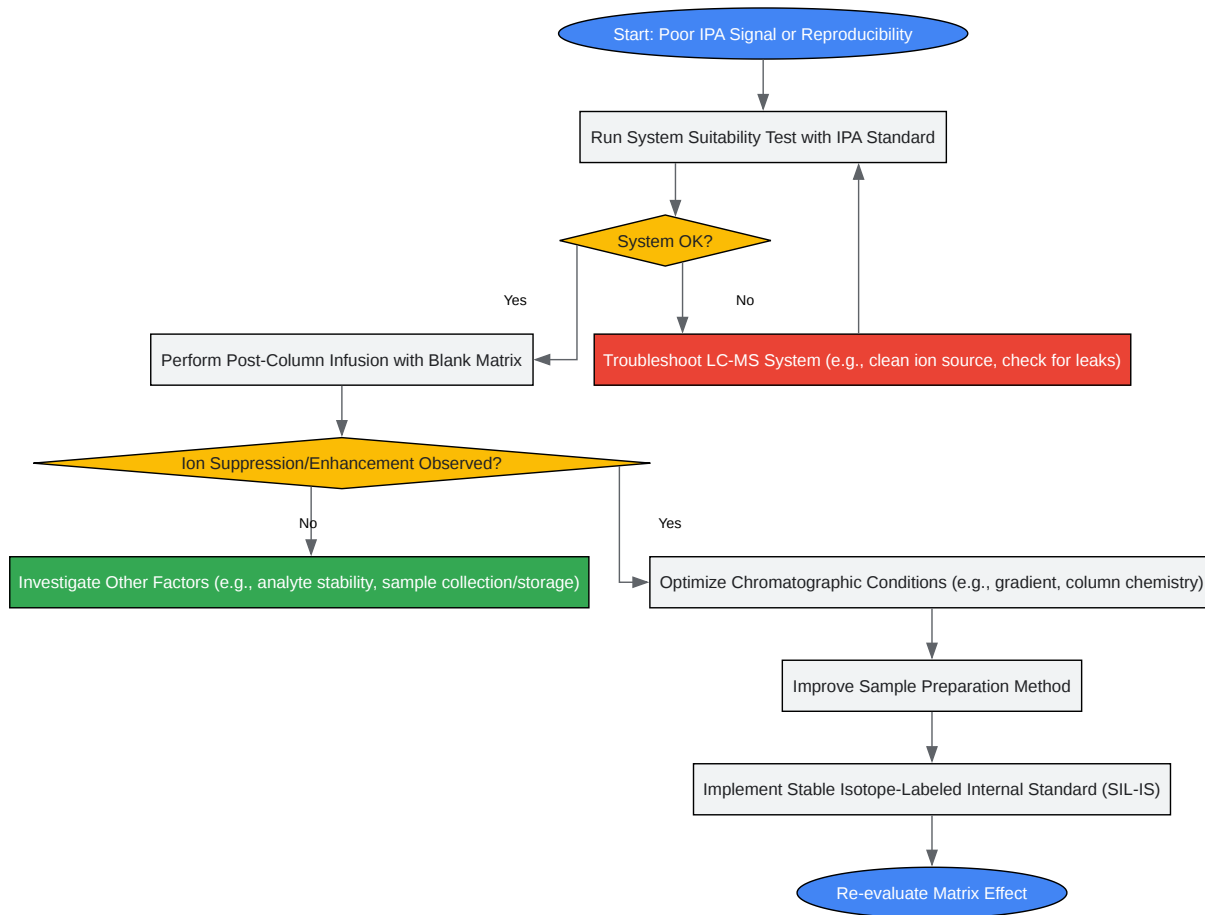 Start: Poor IPA Signal or Reproducibility
Run System Suitability Test with IPA Standard
System OK?
Yes
No
Perform Post-Column Infusion with Blank Matrix
Troubleshoot LC-MS System (e.g., clean ion source, check for leaks)
Ion Suppression/Enhancement Observed?
No
Yes
Investigate Other Factors (e.g., analyte stability, sample collection/storage)
Optimize Chromatographic Conditions (e.g., gradient, column chemistry)
Improve Sample Preparation Method
Implement Stable Isotope-Labeled Internal Standard (SIL-IS)
Re-evaluate Matrix Effect